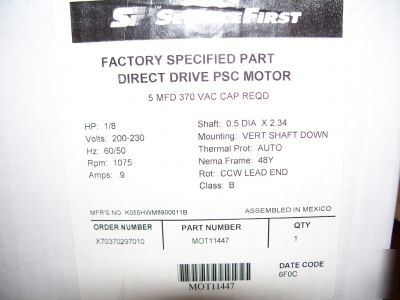 SF SERVICE FIRST
FACTORY SPECIFIED PART
DIRECT DRIVE PSC MOTOR
5 MFD 370 VAC CAP REQD
HP: 1/8
Volts: 200-230
Hz: 60/50
Rpm: 1075
Amps: .9
Shaft: 0.5 DIA X 2.34
Mounting: VERT SHAFT DOWN
Thermal Prot: AUTO
Nema Frame: 48Y
Rot: CCW LEAD END
Class: B
MFR'S NO. K055HWM8900011B
ASSEMBLED IN MEXICO
ORDER NUMBER
X70370297010
PART NUMBER
MOT11447
QTY
1
MOT11447
DATE CODE
6F0C